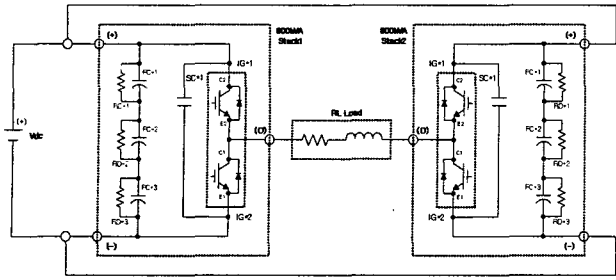 600kVA
Stack1
600kVA
Stack2
(+)
(+)
IG*1
IG*1
FC*1
SC*1
C2
C2
SC*1
FC*1
RD*1
RD*1
(+)
Vdc
E2
E2
RL Load
FC*2
(O)
(O)
FC*2
RD*2
C1
C1
RD*2
FC*3
E1
E1
FC*3
RD*3
IG*2
IG*2
RD*3
(-)
(-)